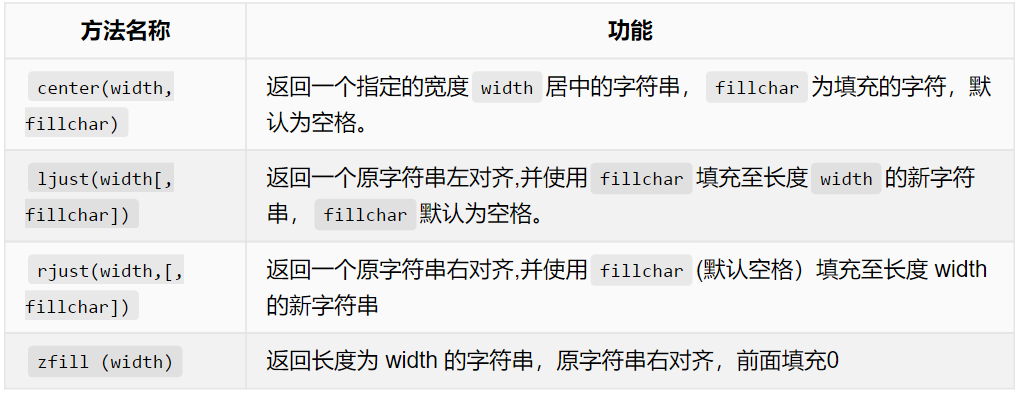 方法名称 功能
center(width, 返回一个指定的宽度 width 居中的字符串， fillchar 为填充的字符，默
fillchar) 认为空格。
ljust(width[, 返回一个原字符串左对齐,并使用 fillchar 填充至长度 width 的新字符
fillchar]) 串， fillchar 默认为空格。
rjust(width,[, 返回一个原字符串右对齐,并使用 fillchar (默认空格）填充至长度 width
fillchar]) 的新字符串
zfill (width) 返回长度为 width 的字符串，原字符串右对齐，前面填充0